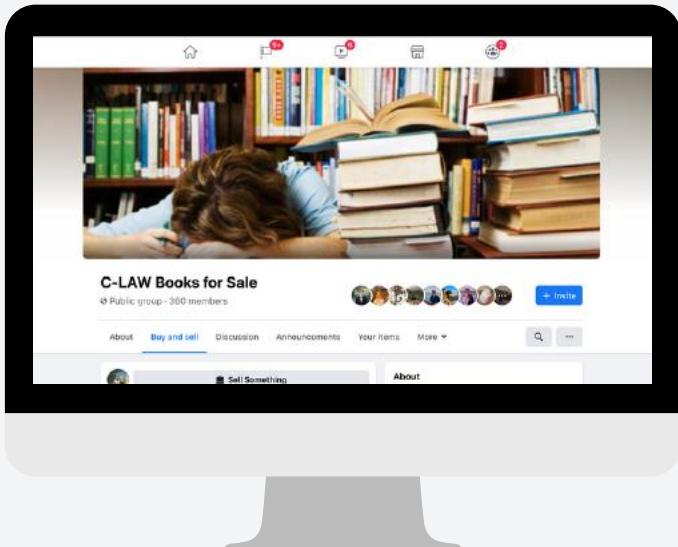 9+
6
2
C-LAW Books for Sale
Public group · 360 members
+ Invite
About Buy and sell Discussion Announcements Your items More
Sell Something
About